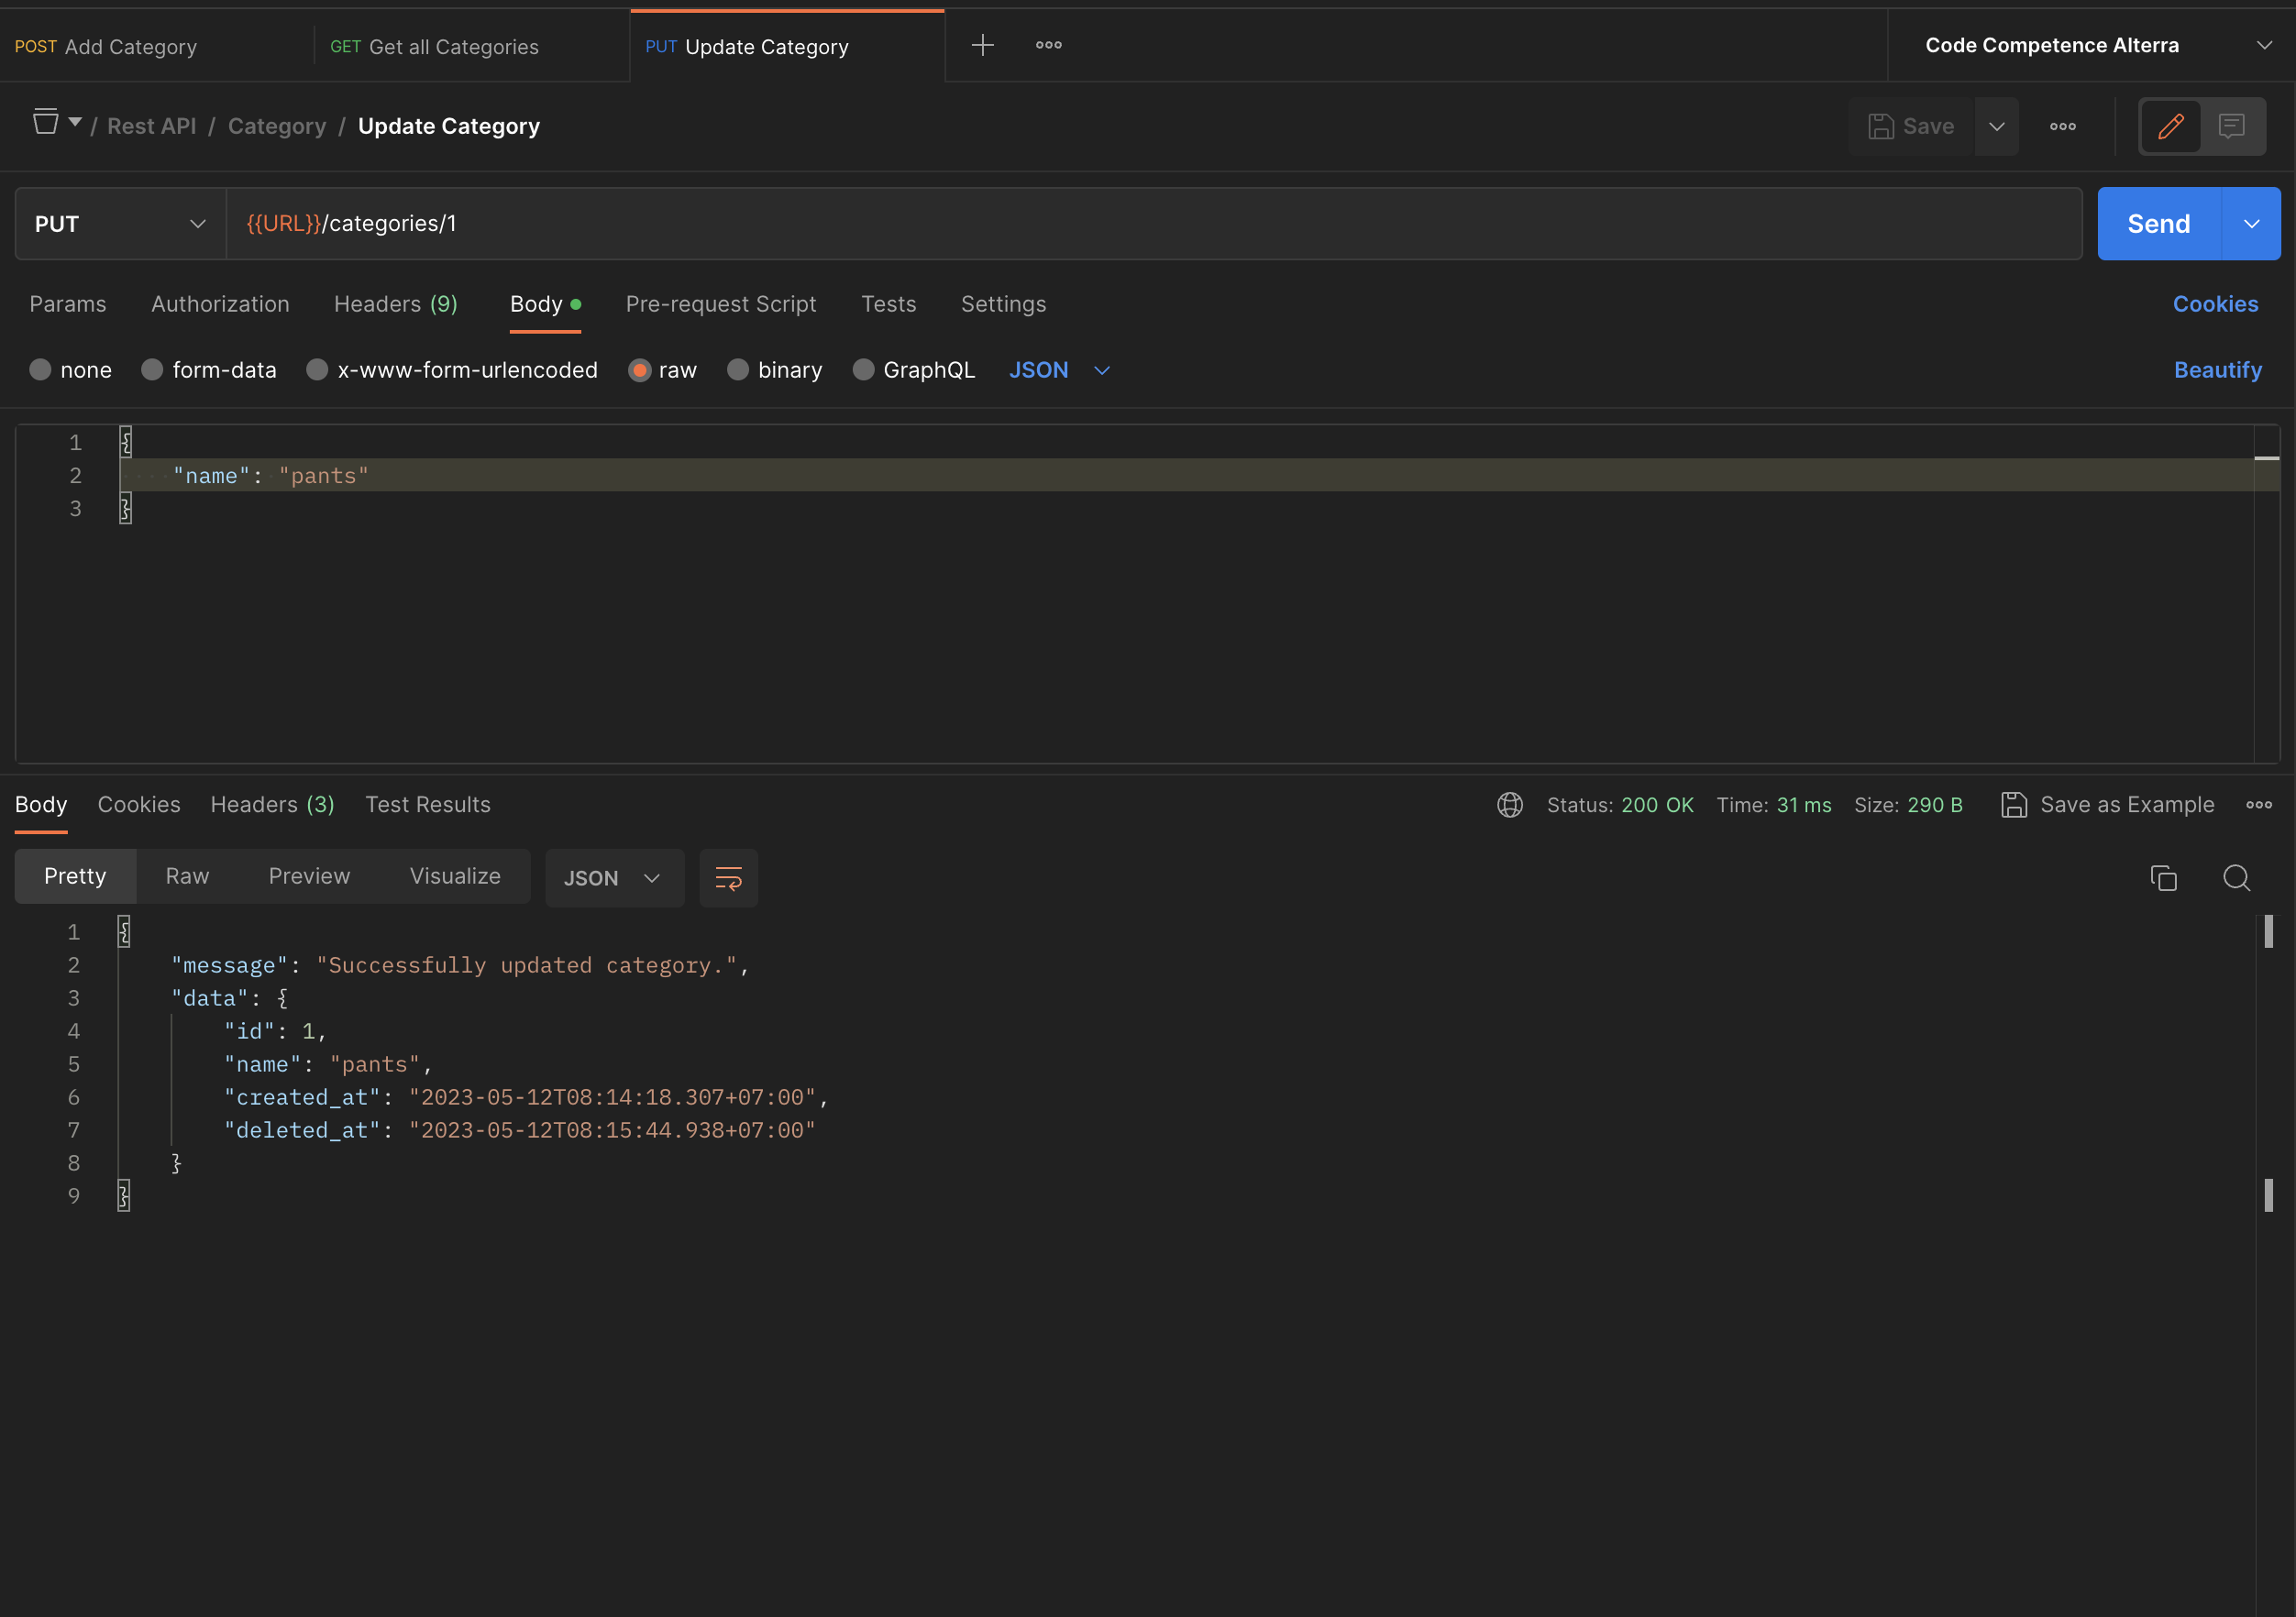 POST Add Category
GET Get all Categories
PUT Update Category
Code Competence Alterra
/ Rest API / Category / Update Category
Save
PUT
{{URL}}/categories/1
Send
Params Authorization Headers (9) Body Pre-request Script Tests Settings Cookies
none form-data x-www-form-urlencoded raw binary GraphQL JSON Beautify
1 {
2 "name": "pants"
3 }
Body Cookies Headers (3) Test Results Status: 200 OK Time: 31 ms Size: 290 B Save as Example
Pretty Raw Preview Visualize JSON
1 {
2 "message": "Successfully updated category.",
3 "data": {
4 "id": 1,
5 "name": "pants",
6 "created_at": "2023-05-12T08:14:18.307+07:00",
7 "deleted_at": "2023-05-12T08:15:44.938+07:00"
8 }
9 }